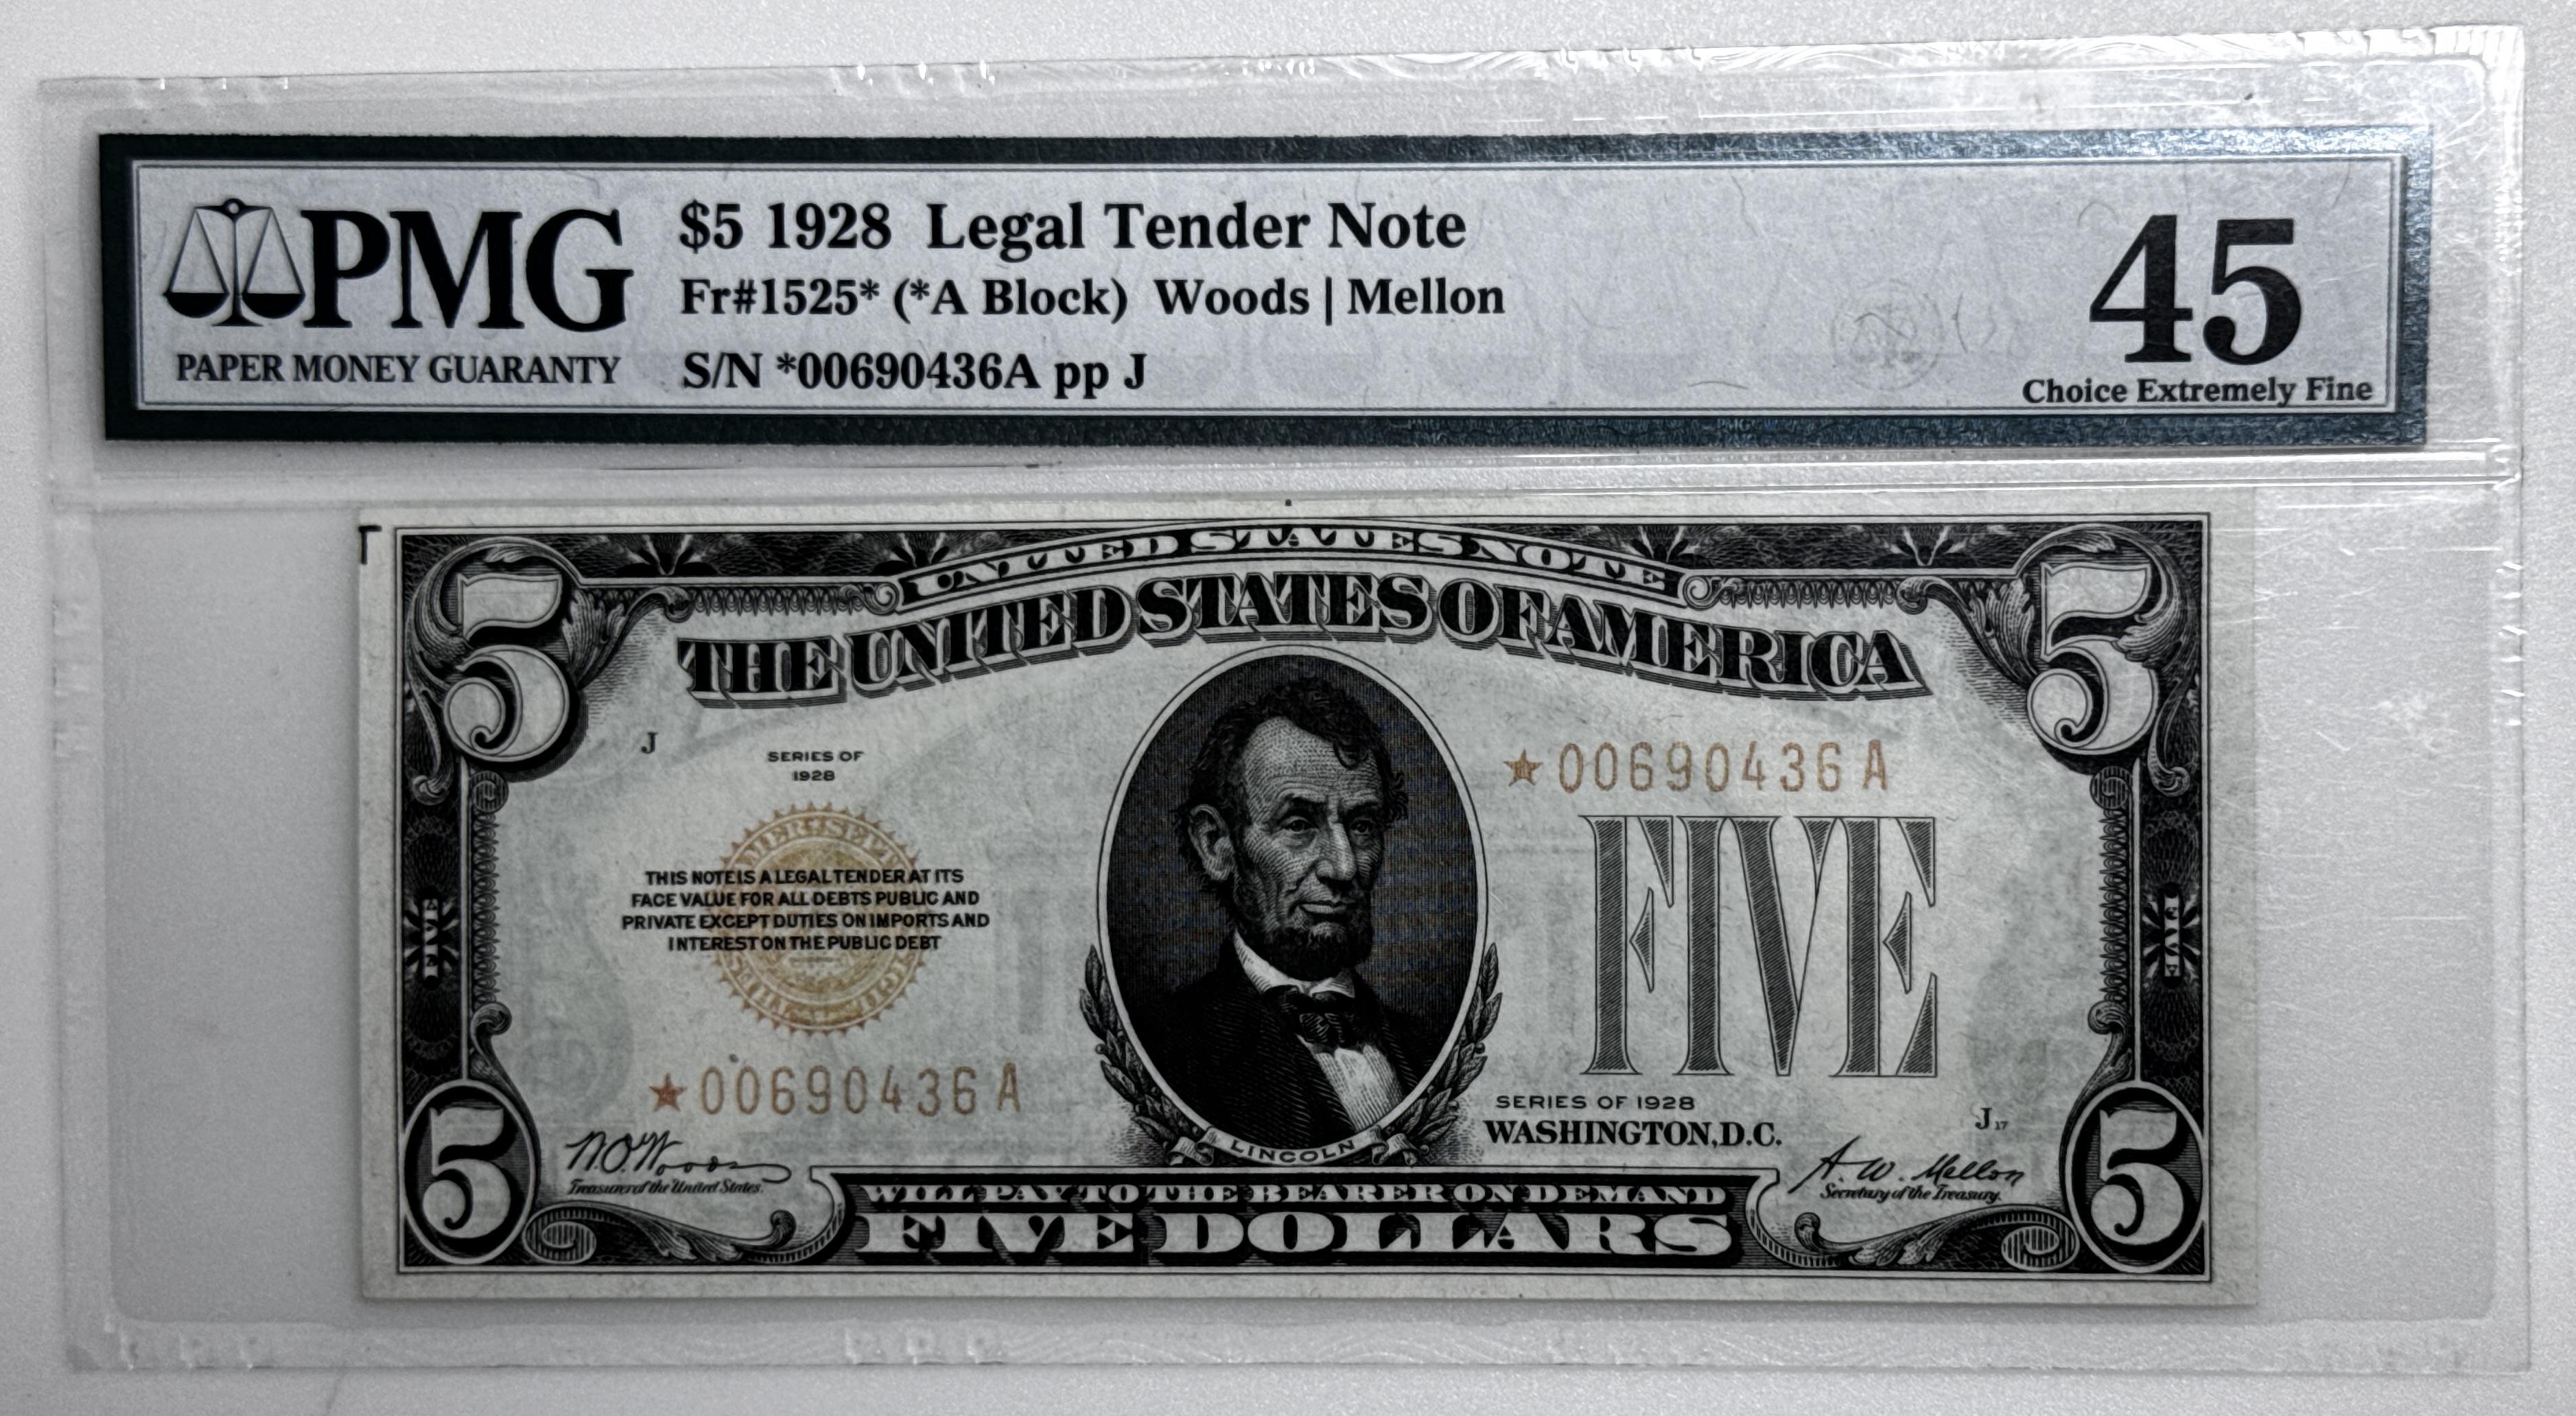 PMG
PAPER MONEY GUARANTY
$5 1928 Legal Tender Note
Fr#1525* (*A Block) Woods | Mellon
S/N *00690436A pp J
45
Choice Extremely Fine
5
UNITED STATES NOTE
5
THE UNITED STATES OF AMERICA
J
SERIES OF
1928
★00690436A
THIS NOTE IS A LEGAL TENDER AT ITS
FACE VALUE FOR ALL DEBTS PUBLIC AND
PRIVATE EXCEPT DUTIES ON IMPORTS AND
INTEREST ON THE PUBLIC DEBT
FIVE
FIVE
FIVE
★00690436A
SERIES OF 1928
WASHINGTON, D.C.
J 17
W.O. Woods
Treasurer of the United States.
LINCOLN
A. W. Mellon
Secretary of the Treasury.
5
WILL PAY TO THE BEARER ON DEMAND
FIVE DOLLARS
5